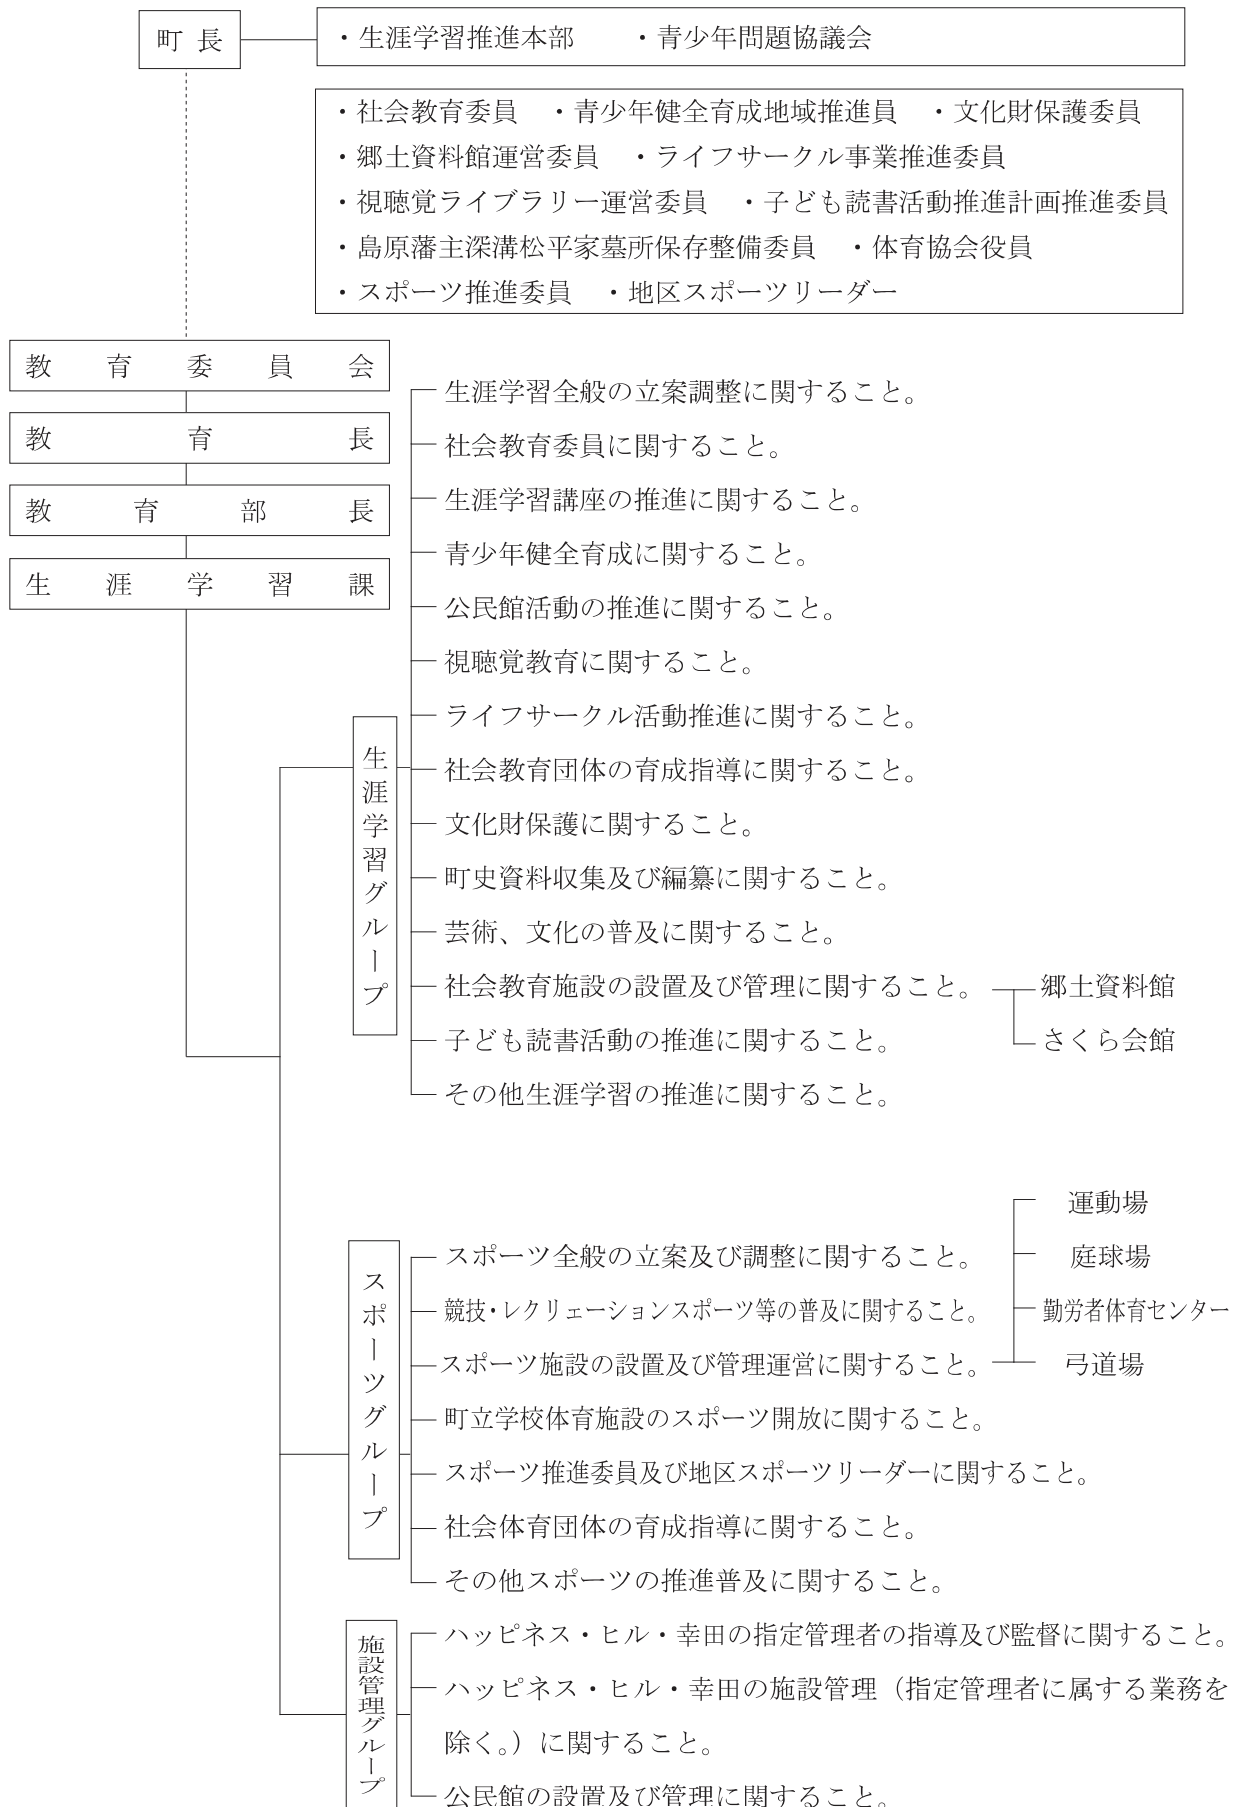 町長
・生涯学習推進本部　・青少年問題協議会
・社会教育委員　・青少年健全育成地域推進員　・文化財保護委員
・郷土資料館運営委員　・ライフサークル事業推進委員
・視聴覚ライブラリー運営委員　・子ども読書活動推進計画推進委員
・島原藩主深溝松平家墓所保存整備委員　・体育協会役員
・スポーツ推進委員　・地区スポーツリーダー
教育委員会
教育長
教育部長
生涯学習課
生涯学習グループ
生涯学習全般の立案調整に関すること。
社会教育委員に関すること。
生涯学習講座の推進に関すること。
青少年健全育成に関すること。
公民館活動の推進に関すること。
視聴覚教育に関すること。
ライフサークル活動推進に関すること。
社会教育団体の育成指導に関すること。
文化財保護に関すること。
町史資料収集及び編纂に関すること。
芸術、文化の普及に関すること。
社会教育施設の設置及び管理に関すること。
郷土資料館
さくら会館
子ども読書活動の推進に関すること。
その他生涯学習の推進に関すること。
スポーツグループ
スポーツ全般の立案及び調整に関すること。
競技・レクリェーションスポーツ等の普及に関すること。
スポーツ施設の設置及び管理運営に関すること。
運動場
庭球場
勤労者体育センター
弓道場
町立学校体育施設のスポーツ開放に関すること。
スポーツ推進委員及び地区スポーツリーダーに関すること。
社会体育団体の育成指導に関すること。
その他スポーツの推進普及に関すること。
施設管理グループ
ハッピネス・ヒル・幸田の指定管理者の指導及び監督に関すること。
ハッピネス・ヒル・幸田の施設管理（指定管理者に属する業務を
除く。）に関すること。
公民館の設置及び管理に関すること。